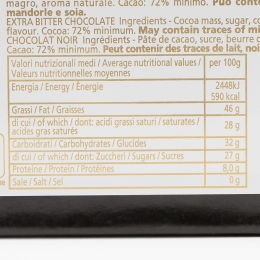 magro, aroma naturale. Cacao: 72% minimo. Può conte
mandorle e soia.
EXTRA BITTER CHOCOLATE Ingredients - Cocoa mass, sugar, co
flavour. Cocoa: 72% minimum. May contain traces of mi
CHOCOLAT NOIR Ingrédients - Pâte de cacao, sucre, beurre c
Cacao: 72% minimum. Peut contenir des traces de lait, noi
Valori nutrizionali medi / Average nutritional values / Valeurs nutritionnelles moyennes per 100g
Energia / Energy / Énergie 2448kJ
590 kcal
Grassi / Fat / Graisses 46 g
di cui / of which / dont: acidi grassi saturi / saturates / acides gras saturés 28 g
Carboidrati / Carbohydrates / Glucides 32 g
di cui / of which / dont: Zuccheri / Sugars / Sucres 27 g
Proteine / Protein / Protéines 8,0 g
Sale / Salt / Sel 0 g